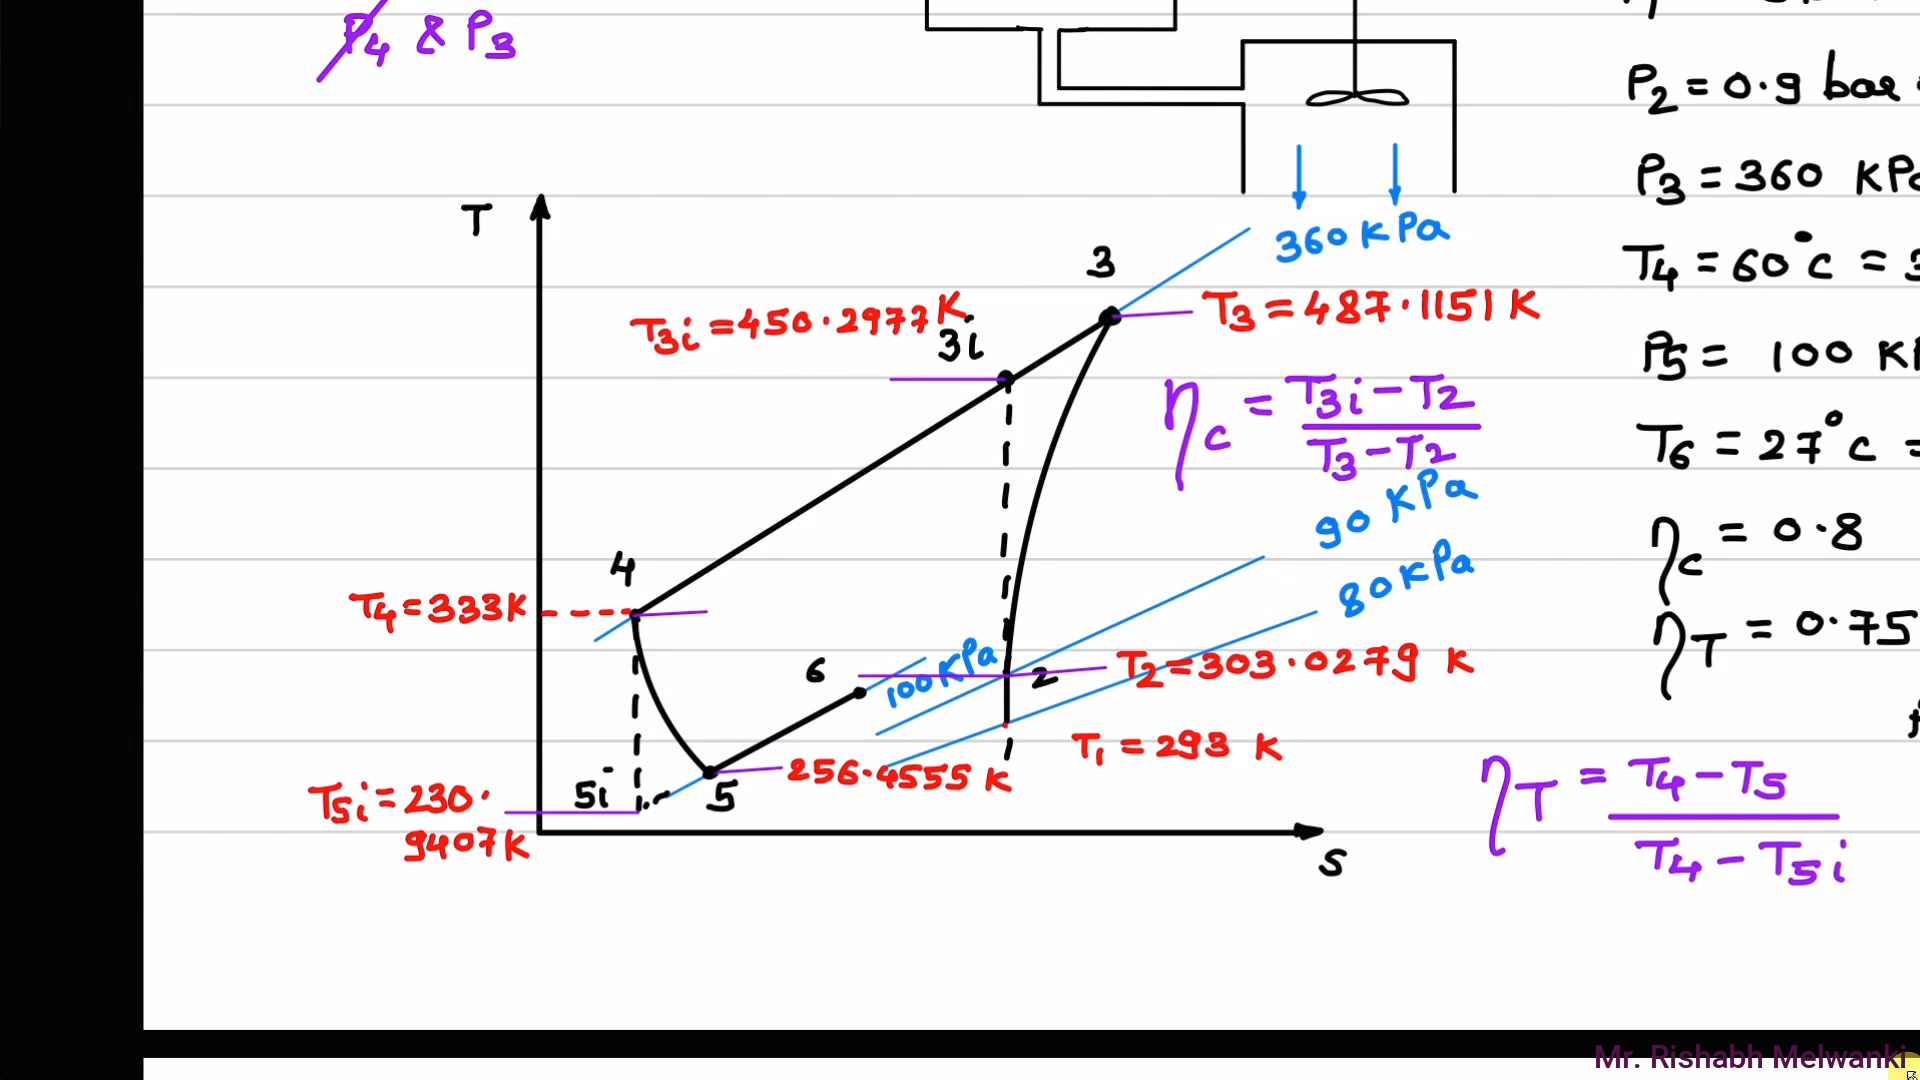 P4 & P3
P2 = 0.9 bar
P3 = 360 KPa
T4 = 60°c = 3
P5 = 100 KP
T6 = 27°c =
ηc = 0.8
ηT = 0.75
T
360 KPa
3
T3i = 450.2977 K
3i
T3 = 487.1151 K
ηc = T3i - T2
T3 - T2
90 KPa
80 KPa
4
T4 = 333K
6
100 KPa
2
T2 = 303.0279 K
T1 = 293 K
256.4555 K
5i
5
T5i = 230.
9407K
S
ηT = T4 - T5
T4 - T5i
Mr. Rishabh Melwanki